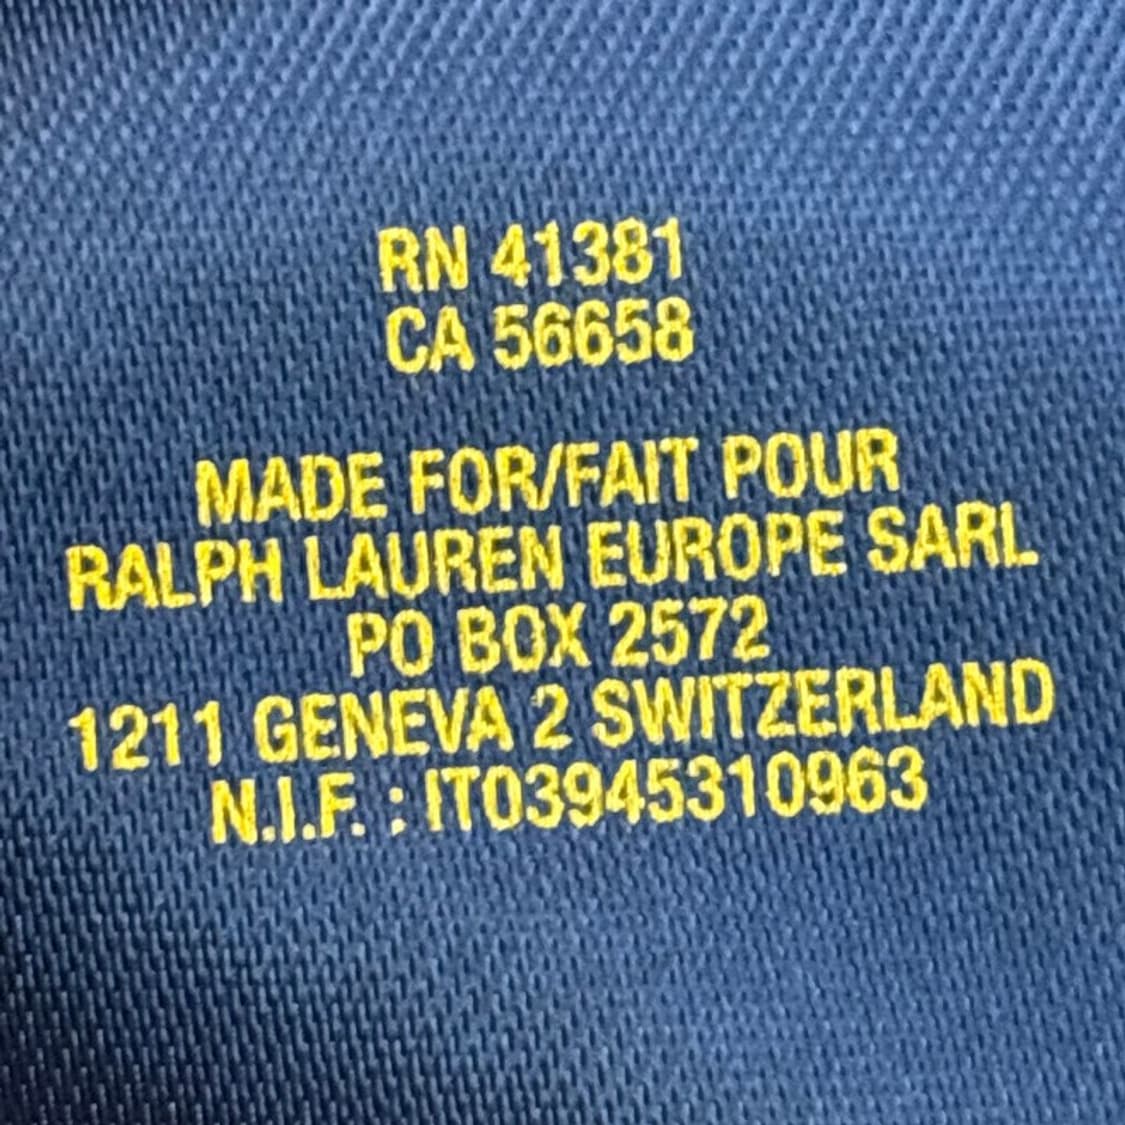 RN 41381
CA 56658
MADE FOR/FAIT POUR
RALPH LAUREN EUROPE SARL
PO BOX 2572
1211 GENEVA 2 SWITZERLAND
N.I.F. : IT03945310963